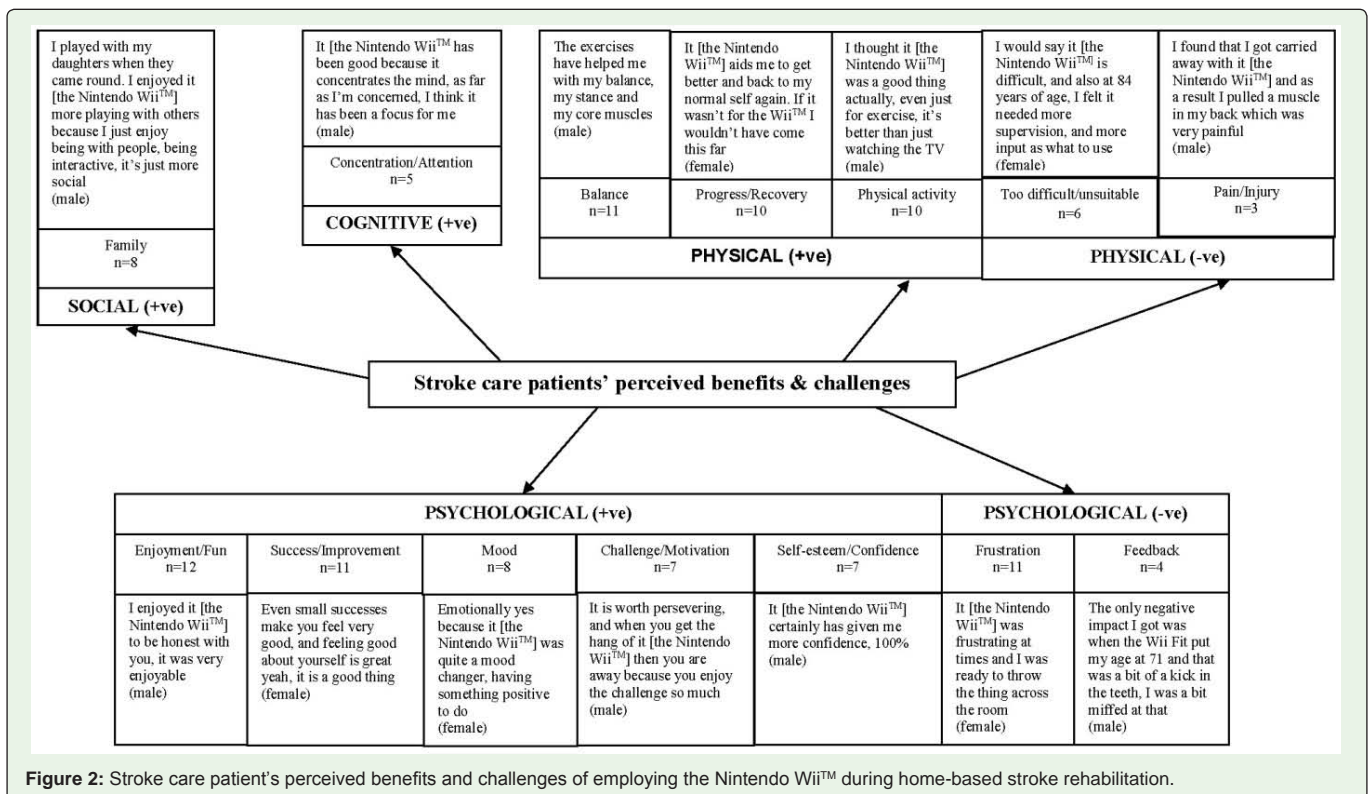 I played with my
daughters when they
came round. I enjoyed it
[the Nintendo Wii™]
more playing with others
because I just enjoy
being with people, being
interactive, it's just more
social
(male)
Family
n=8
SOCIAL (+ve)
It [the Nintendo Wii™ has
been good because it
concentrates the mind, as far
as I'm concerned, I think it
has been a focus for me
(male)
Concentration/Attention
n=5
COGNITIVE (+ve)
The exercises
have helped me
with my balance,
my stance and
my core muscles
(male)
Balance
n=11
It [the Nintendo
Wii™] aids me to get
better and back to my
normal self again. If it
wasn't for the Wii™ I
wouldn't have come
this far
(female)
Progress/Recovery
n=10
I thought it [the
Nintendo Wii™]
was a good thing
actually, even just
for exercise, it's
better than just
watching the TV
(male)
Physical activity
n=10
PHYSICAL (+ve)
I would say it [the
Nintendo Wii™] is
difficult, and also at 84
years of age, I felt it
needed more
supervision, and more
input as what to use
(female)
Too difficult/unsuitable
n=6
I found that I got carried
away with it [the
Nintendo Wii™] and as
a result I pulled a muscle
in my back which was
very painful
(male)
Pain/Injury
n=3
PHYSICAL (-ve)
Stroke care patients' perceived benefits & challenges
PSYCHOLOGICAL (+ve)
Enjoyment/Fun
n=12
I enjoyed it [the
Nintendo Wii™]
to be honest with
you, it was very
enjoyable
(male)
Success/Improvement
n=11
Even small successes
make you feel very
good, and feeling good
about yourself is great
yeah, it is a good thing
(female)
Mood
n=8
Emotionally yes
because it [the
Nintendo Wii™] was
quite a mood
changer, having
something positive
to do
(female)
Challenge/Motivation
n=7
It is worth persevering,
and when you get the
hang of it [the Nintendo
Wii™] then you are
away because you enjoy
the challenge so much
(male)
Self-esteem/Confidence
n=7
It [the Nintendo Wii™]
certainly has given me
more confidence, 100%
(male)
PSYCHOLOGICAL (-ve)
Frustration
n=11
It [the Nintendo
Wii™] was
frustrating at
times and I was
ready to throw
the thing across
the room
(female)
Feedback
n=4
The only negative
impact I got was
when the Wii Fit put
my age at 71 and that
was a bit of a kick in
the teeth, I was a bit
miffed at that
(male)
Figure 2: Stroke care patient's perceived benefits and challenges of employing the Nintendo Wii™ during home-based stroke rehabilitation.